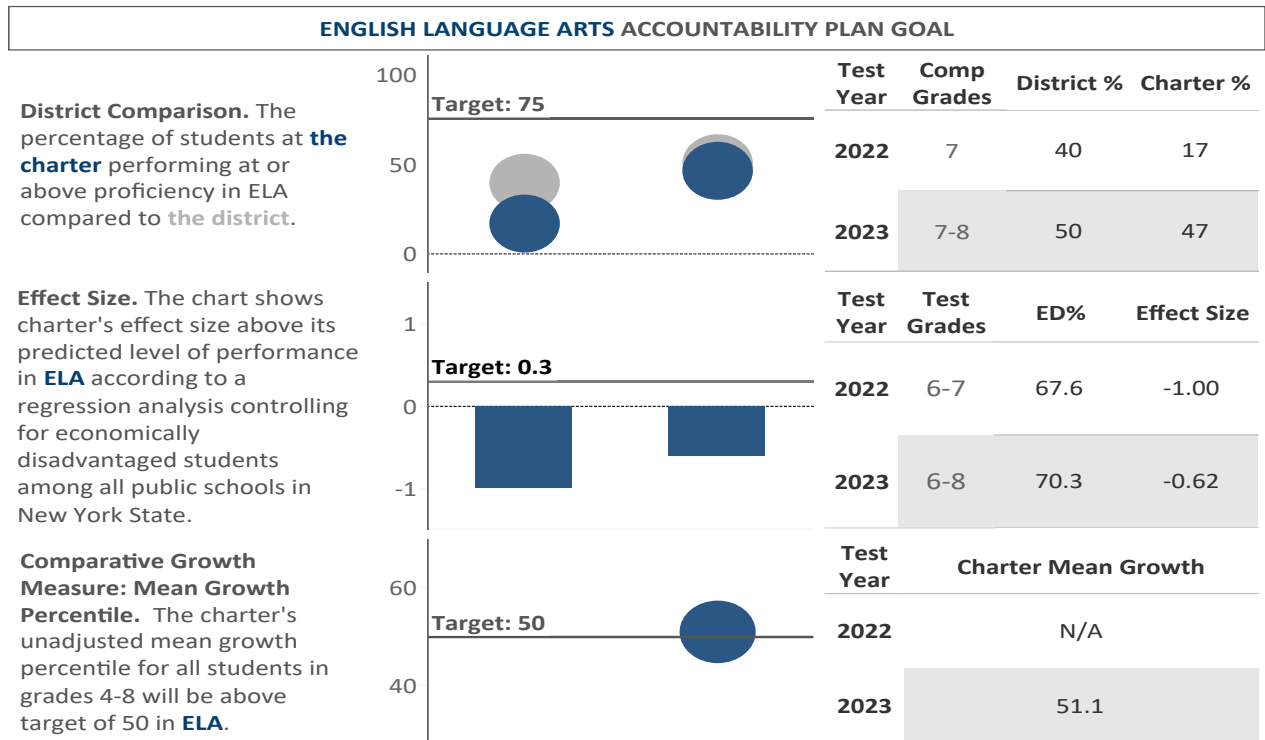 ENGLISH LANGUAGE ARTS ACCOUNTABILITY PLAN GOAL
District Comparison. The
percentage of students at the
charter performing at or
above proficiency in ELA
compared to the district.
100
Target: 75
50
0
Test Year Comp Grades District % Charter %
2022 7 40 17
2023 7-8 50 47
Effect Size. The chart shows
charter's effect size above its
predicted level of performance
in ELA according to a
regression analysis controlling
for economically
disadvantaged students
among all public schools in
New York State.
1
Target: 0.3
0
-1
Test Year Test Grades ED% Effect Size
2022 6-7 67.6 -1.00
2023 6-8 70.3 -0.62
Comparative Growth
Measure: Mean Growth
Percentile. The charter's
unadjusted mean growth
percentile for all students in
grades 4-8 will be above
target of 50 in ELA.
60
Target: 50
40
Test Year Charter Mean Growth
2022 N/A
2023 51.1